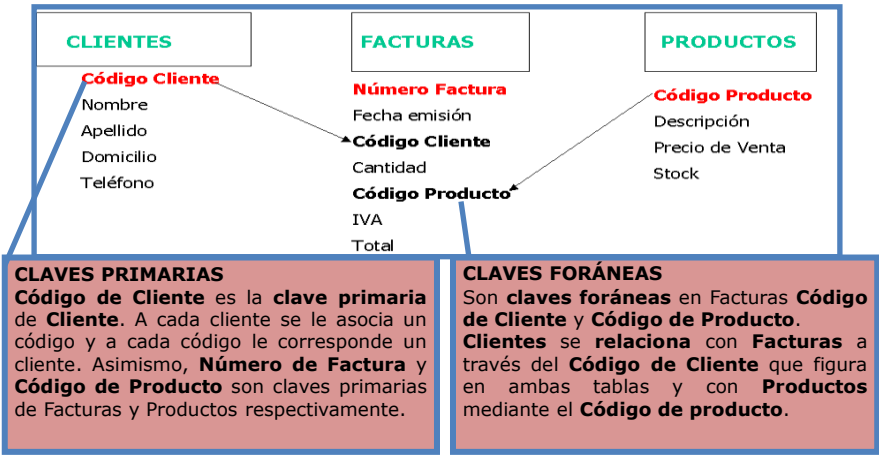 CLIENTES
Código Cliente
Nombre
Apellido
Domicilio
Teléfono
FACTURAS
Número Factura
Fecha emisión
Código Cliente
Cantidad
Código Producto
IVA
Total
PRODUCTOS
Código Producto
Descripción
Precio de Venta
Stock
CLAVES PRIMARIAS
Código de Cliente es la clave primaria
de Cliente. A cada cliente se le asocia un
código y a cada código le corresponde un
cliente. Asimismo, Número de Factura y
Código de Producto son claves primarias
de Facturas y Productos respectivamente.
CLAVES FORÁNEAS
Son claves foráneas en Facturas Código
de Cliente y Código de Producto.
Clientes se relaciona con Facturas a
través del Código de Cliente que figura
en ambas tablas y con Productos
mediante el Código de producto.